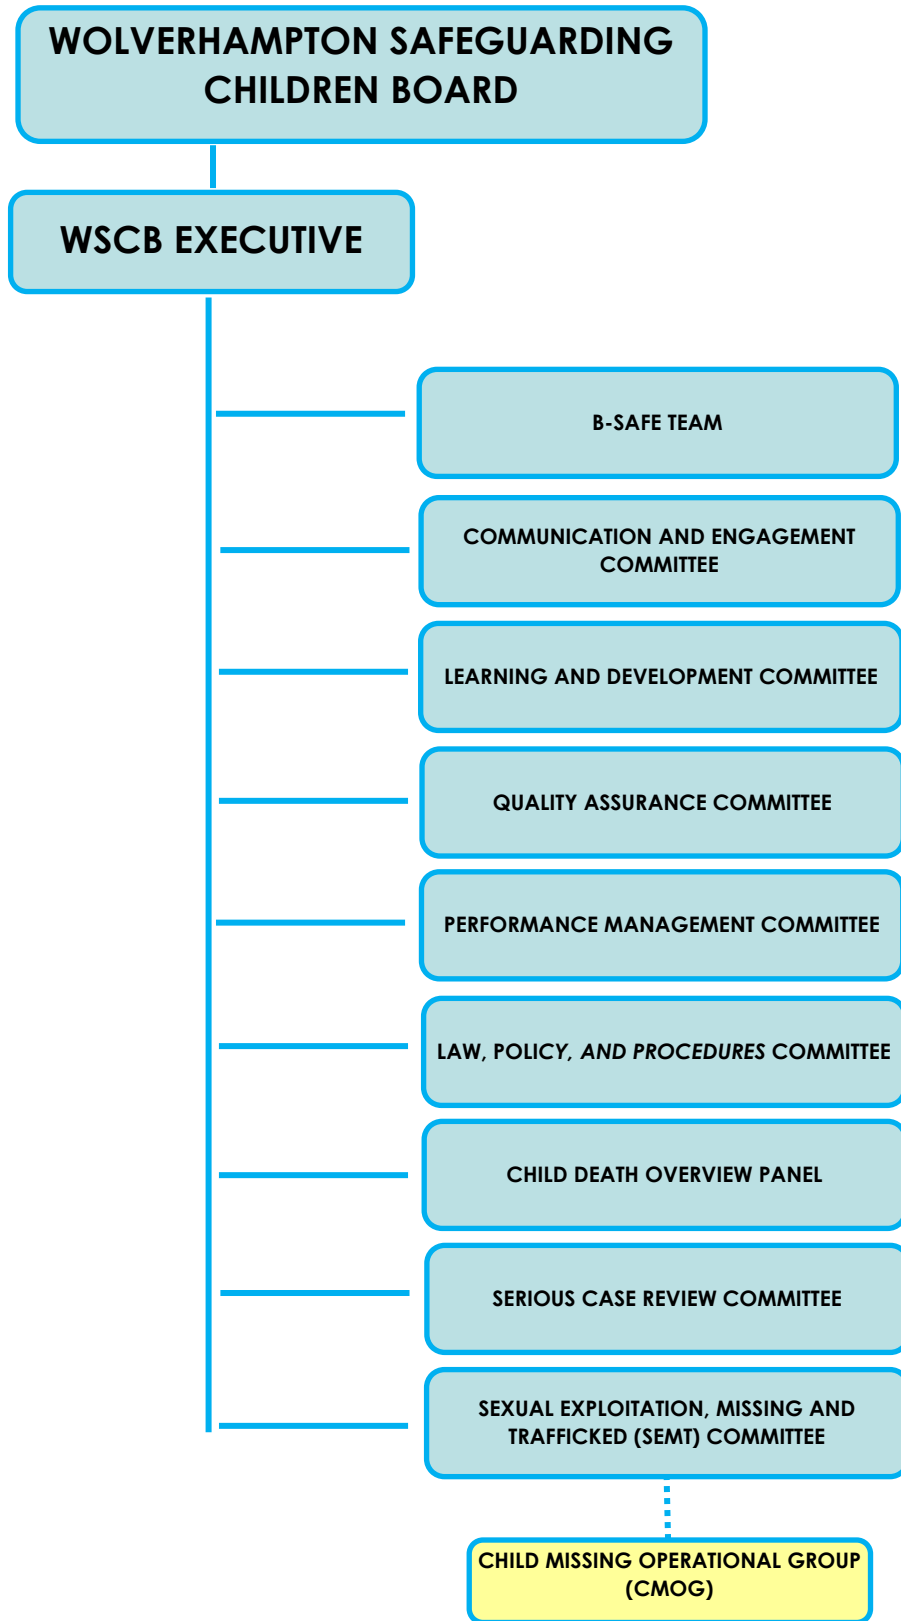 WOLVERHAMPTON SAFEGUARDING
CHILDREN BOARD
WSCB EXECUTIVE
B-SAFE TEAM
COMMUNICATION AND ENGAGEMENT
COMMITTEE
LEARNING AND DEVELOPMENT COMMITTEE
QUALITY ASSURANCE COMMITTEE
PERFORMANCE MANAGEMENT COMMITTEE
LAW, POLICY, AND PROCEDURES COMMITTEE
CHILD DEATH OVERVIEW PANEL
SERIOUS CASE REVIEW COMMITTEE
SEXUAL EXPLOITATION, MISSING AND
TRAFFICKED (SEMT) COMMITTEE
CHILD MISSING OPERATIONAL GROUP
(CMOG)